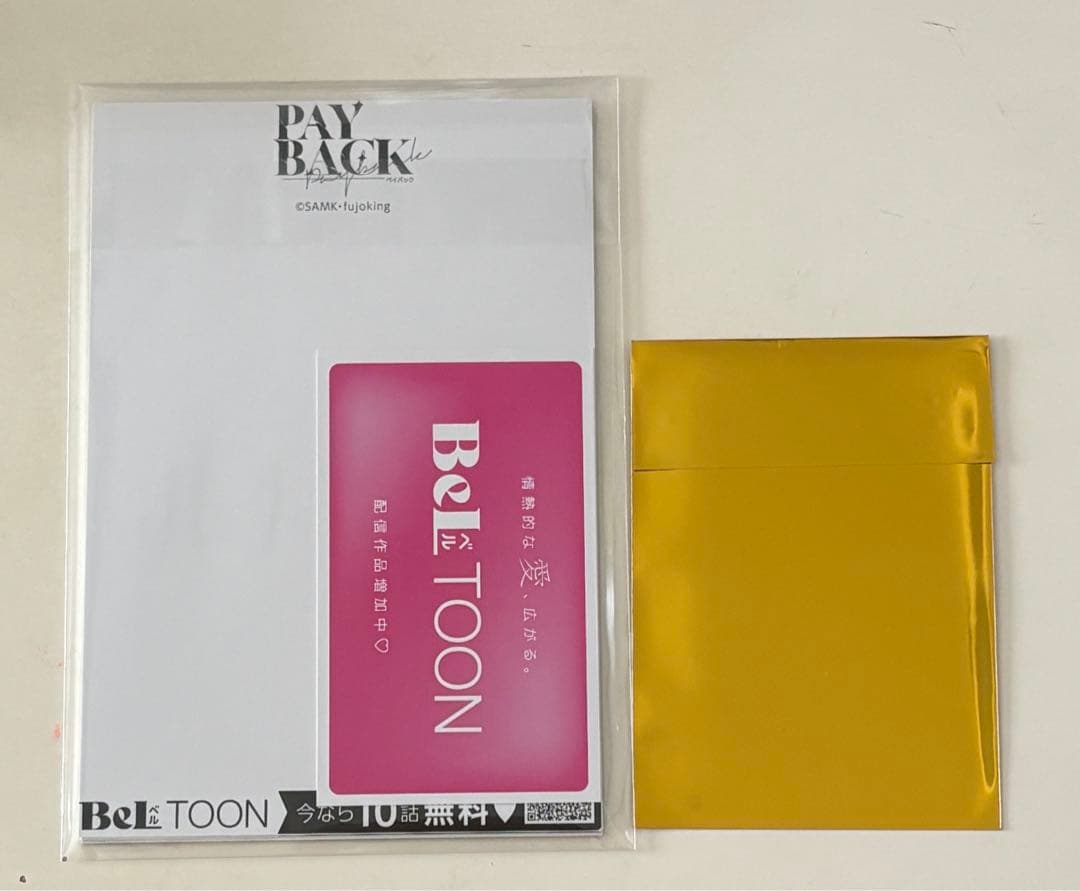 PAY
BACK
Payback
ペイバック
©SAMK・fujoking
情熱的な愛、広がる。
BeLベル TOON
配信作品増加中♡
BeLベル TOON 今なら10話無料♥